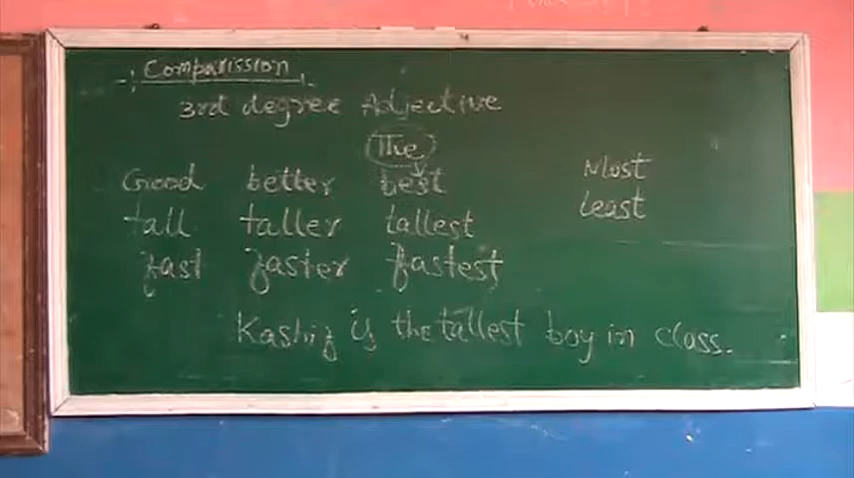 Comparission
3rd degree Adjective
The
Good better best
tall taller tallest
fast faster fastest
Most
least
Kashif is the tallest boy in class.